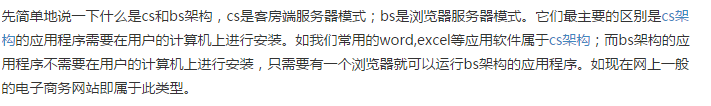 先简单地说一下什么是cs和bs架构，cs是客房端服务器模式；bs是浏览器服务器模式。它们最主要的区别是cs架
构的应用程序需要在用户的计算机上进行安装。如我们常用的word,excel等应用软件属于cs架构；而bs架构的应
用程序不需要在用户的计算机上进行安装，只需要有一个浏览器就可以运行bs架构的应用程序。如现在网上一般
的电子商务网站即属于此类型。